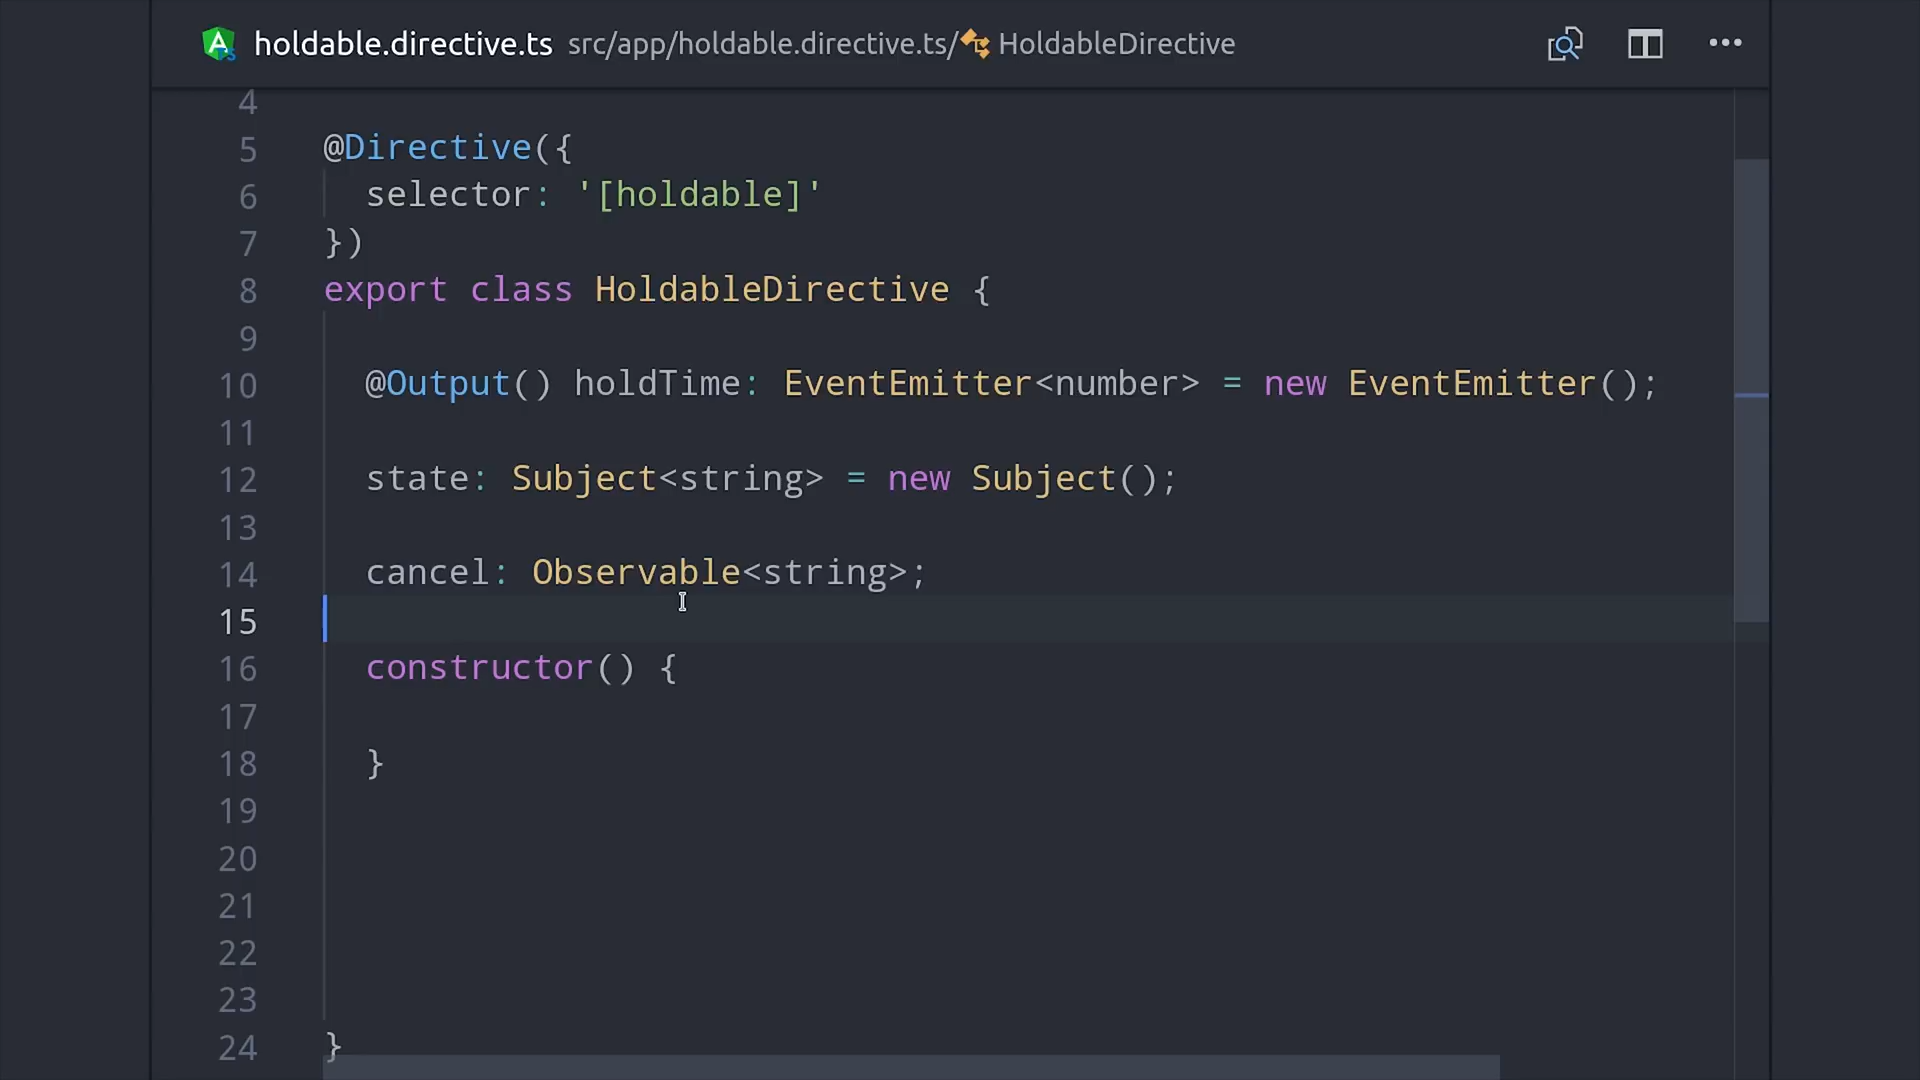 holdable.directive.ts src/app/holdable.directive.ts/ HoldableDirective
4
5 @Directive({
6 selector: '[holdable]'
7 })
8 export class HoldableDirective {
9
10 @Output() holdTime: EventEmitter<number> = new EventEmitter();
11
12 state: Subject<string> = new Subject();
13
14 cancel: Observable<string>;
15
16 constructor() {
17
18 }
19
20
21
22
23
24 }